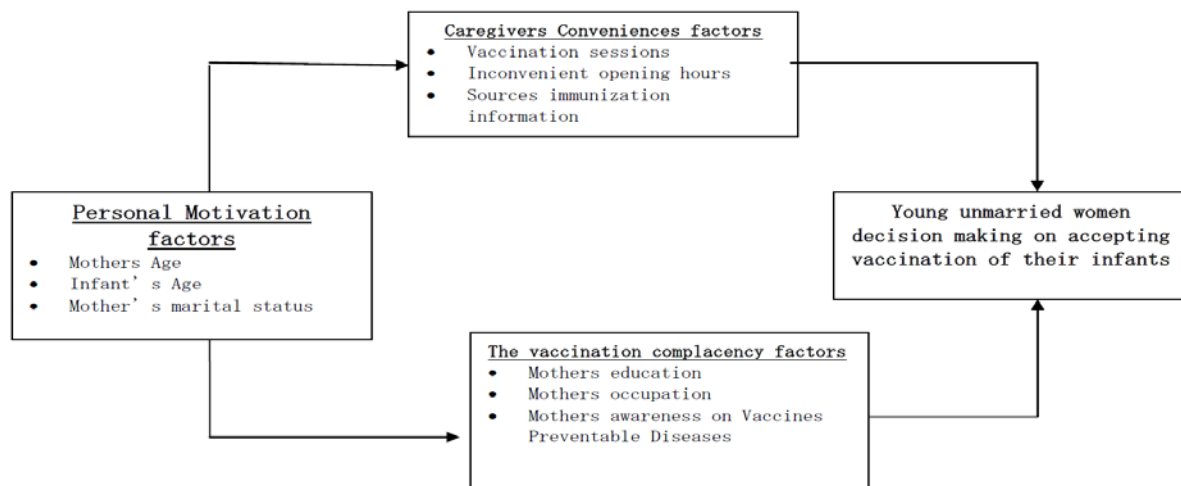 Caregivers Conveniences factors
• Vaccination sessions
• Inconvenient opening hours
• Sources immunization
information
Personal Motivation
factors
• Mothers Age
• Infant's Age
• Mother's marital status
Young unmarried women
decision making on accepting
vaccination of their infants
The vaccination complacency factors
• Mothers education
• Mothers occupation
• Mothers awareness on Vaccines
Preventable Diseases